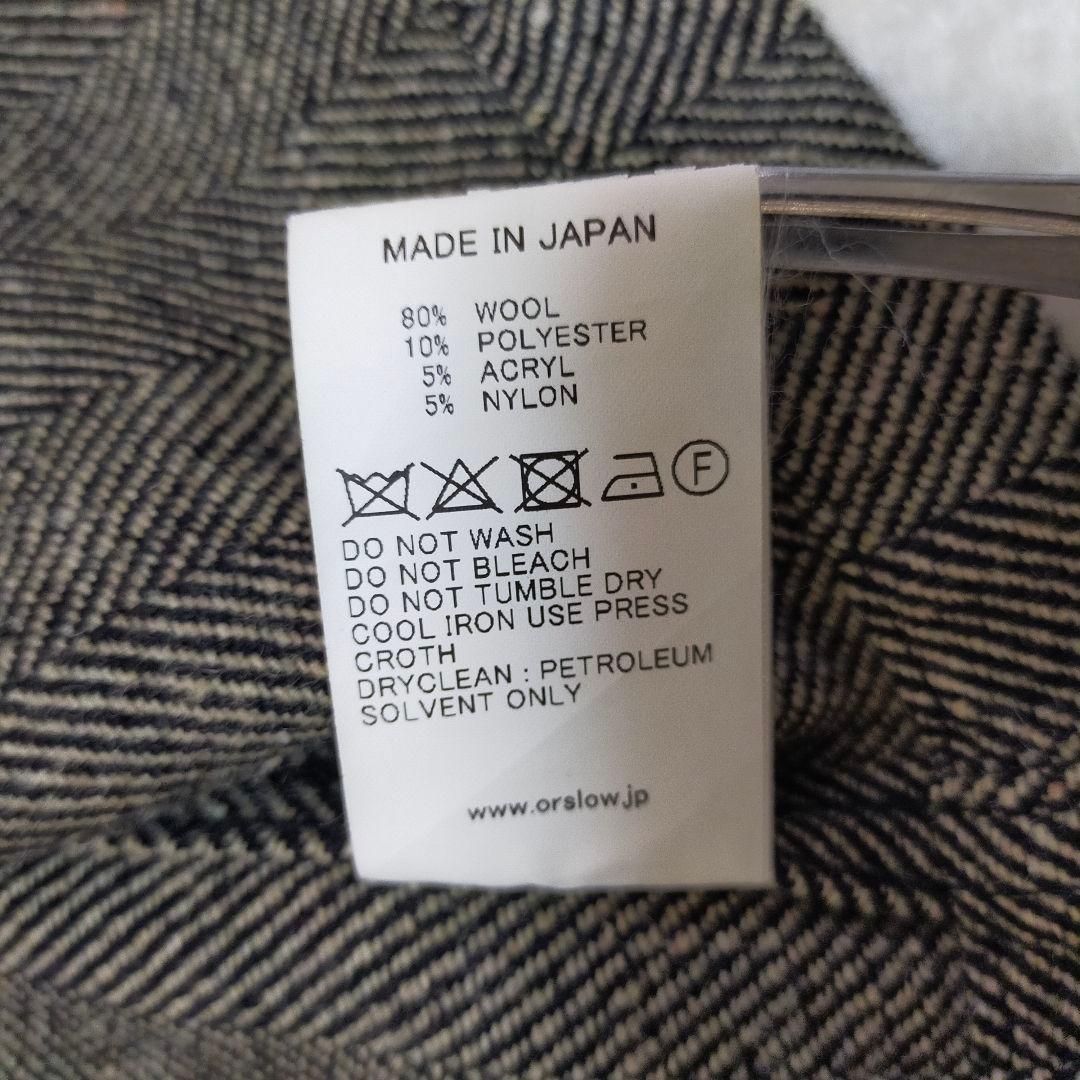 MADE IN JAPAN
80% WOOL
10% POLYESTER
5% ACRYL
5% NYLON
F
DO NOT WASH
DO NOT BLEACH
DO NOT TUMBLE DRY
COOL IRON USE PRESS
CROTH
DRYCLEAN : PETROLEUM
SOLVENT ONLY
www.orslow.jp